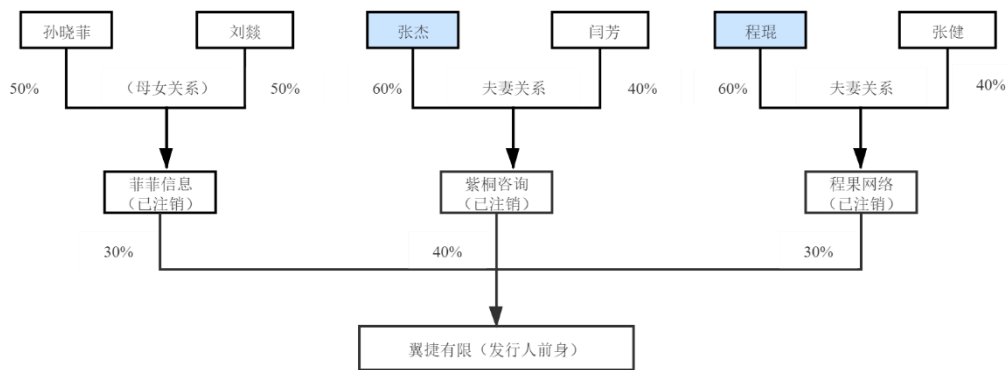 孙晓菲
刘燚
张杰
闫芳
程琨
张健
50%
（母女关系）
50%
60%
夫妻关系
40%
60%
夫妻关系
40%
菲菲信息
（已注销）
紫桐咨询
（已注销）
程果网络
（已注销）
30%
40%
30%
翼捷有限（发行人前身）